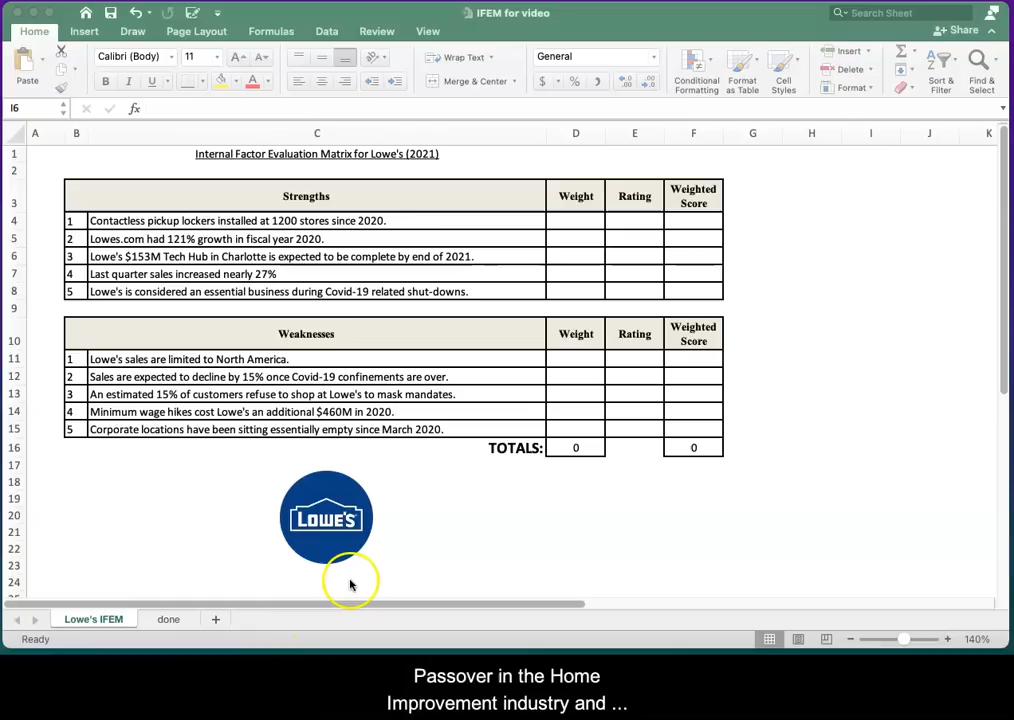 IFEM for video
Search Sheet
Home Insert Draw Page Layout Formulas Data Review View Share
Paste
Calibri (Body) 11 A A
B I U A
ab
Wrap Text
Merge & Center
General
$ % )
.0 .00
.00 .0
Conditional Formatting
Format as Table
Cell Styles
Insert
Delete
Format
Sort & Filter
Find & Select
I6 fx
A B C D E F G H I J K
1 Internal Factor Evaluation Matrix for Lowe's (2021)
2
3 Strengths Weight Rating Weighted Score
4 1 Contactless pickup lockers installed at 1200 stores since 2020.
5 2 Lowes.com had 121% growth in fiscal year 2020.
6 3 Lowe's $153M Tech Hub in Charlotte is expected to be complete by end of 2021.
7 4 Last quarter sales increased nearly 27%
8 5 Lowe's is considered an essential business during Covid-19 related shut-downs.
9
10 Weaknesses Weight Rating Weighted Score
11 1 Lowe's sales are limited to North America.
12 2 Sales are expected to decline by 15% once Covid-19 confinements are over.
13 3 An estimated 15% of customers refuse to shop at Lowe's to mask mandates.
14 4 Minimum wage hikes cost Lowe's an additional $460M in 2020.
15 5 Corporate locations have been sitting essentially empty since March 2020.
16 TOTALS: 0 0
17
18
19
20 LOWE'S
21
22
23
24
Lowe's IFEM done +
Ready 140%
Passover in the Home
Improvement industry and ...